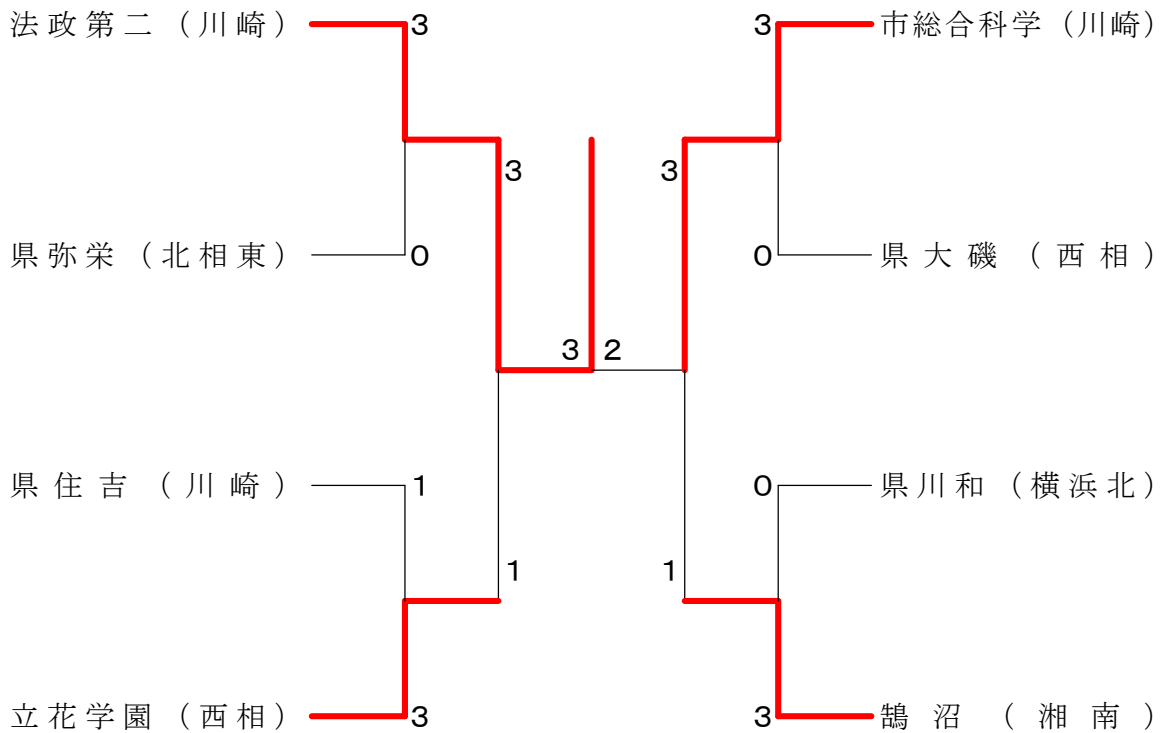 法政第二（川崎） 3 3 市総合科学（川崎）
3 3
県弥栄（北相東） 0 0 県大磯（西相）
3 2
県住吉（川崎） 1 0 県川和（横浜北）
1 1
立花学園（西相） 3 3 鵠沼（湘南）